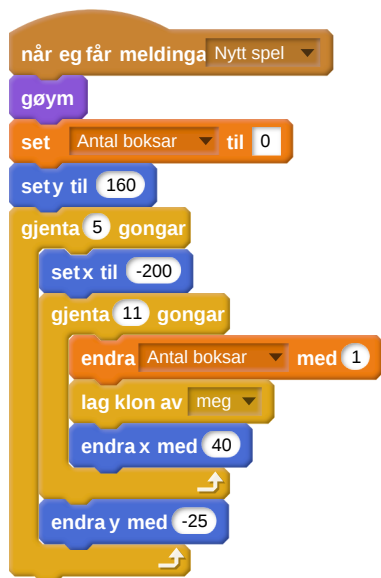 når eg får meldinga Nytt spel
gøym
set Antal boksar til 0
set y til 160
gjenta 5 gongar
set x til -200
gjenta 11 gongar
endra Antal boksar med 1
lag klon av meg
endra x med 40
endra y med -25